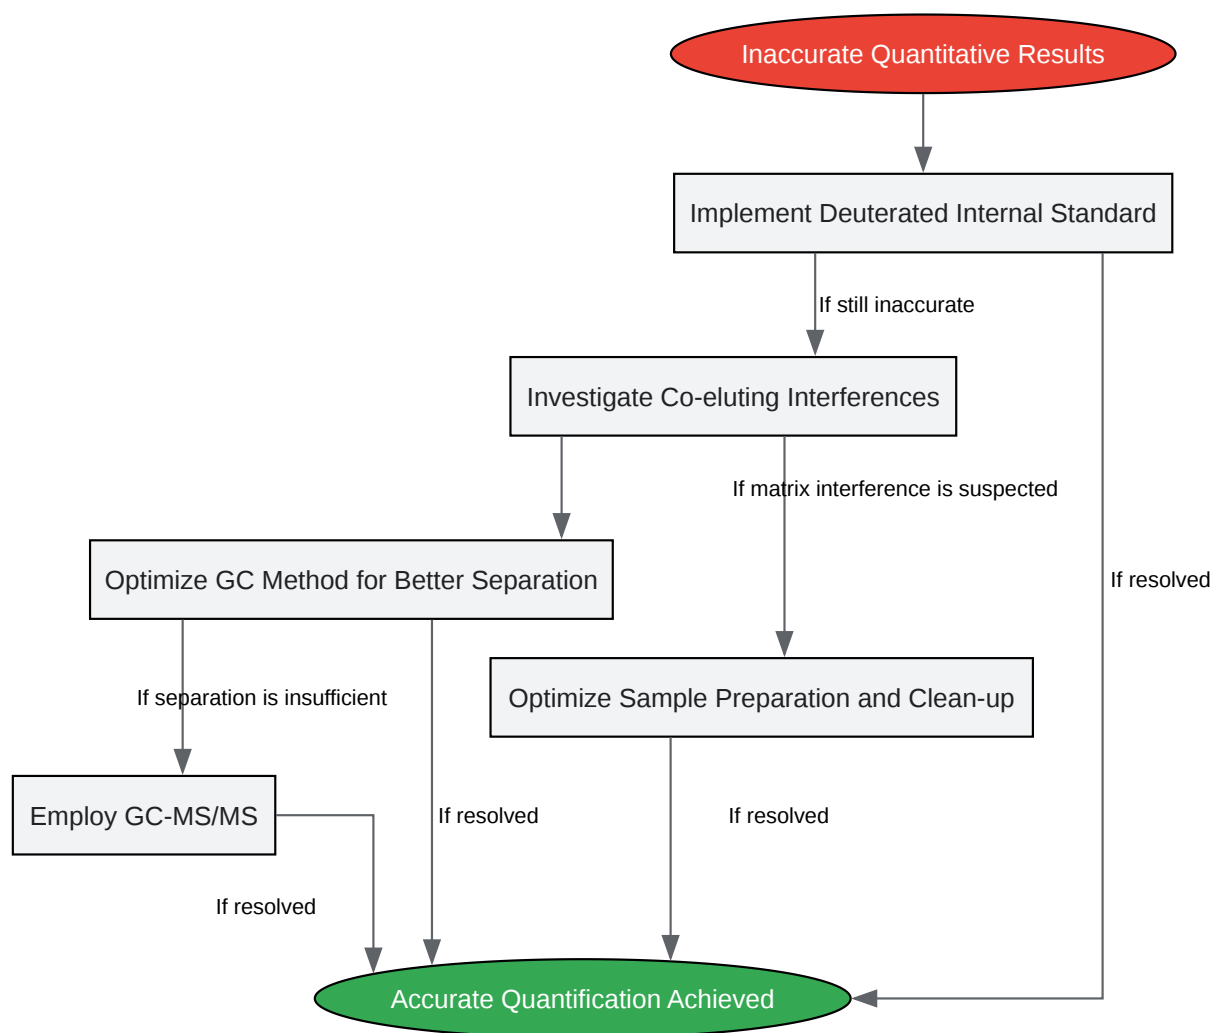 Inaccurate Quantitative Results
Implement Deuterated Internal Standard
If still inaccurate
Investigate Co-eluting Interferences
If matrix interference is suspected
Optimize GC Method for Better Separation
If resolved
If separation is insufficient
Optimize Sample Preparation and Clean-up
Employ GC-MS/MS
If resolved
If resolved
If resolved
Accurate Quantification Achieved